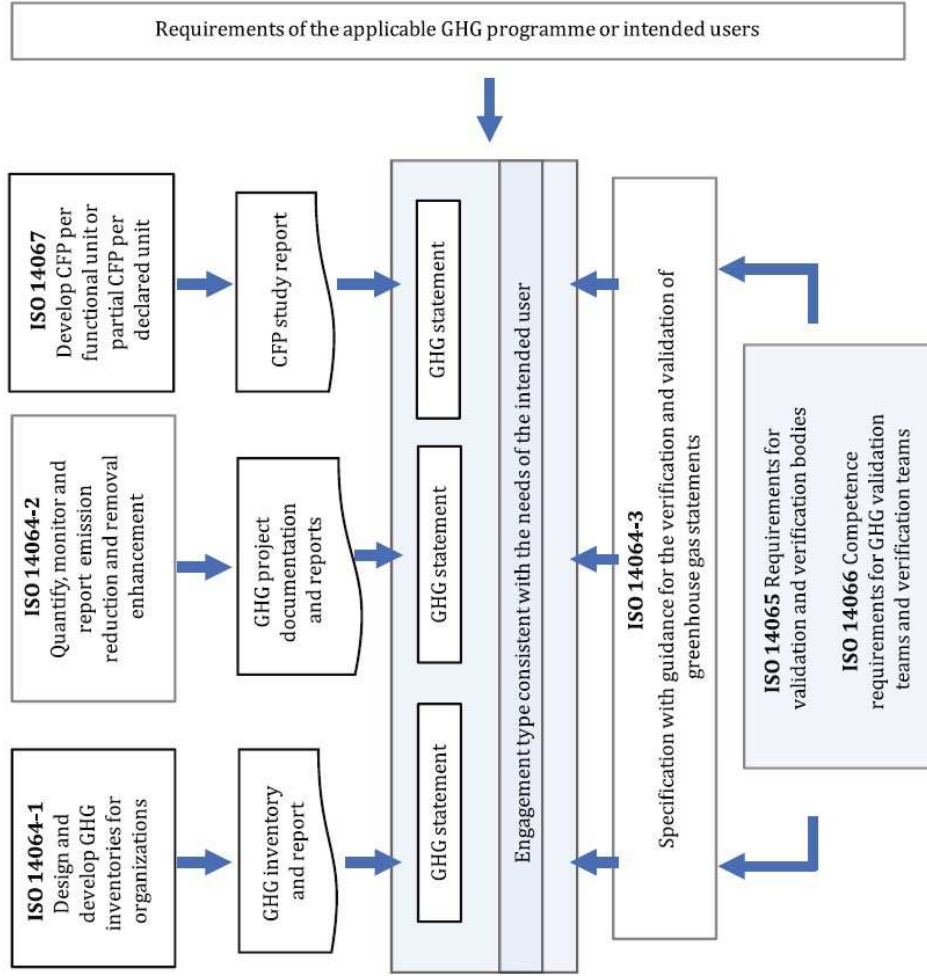 ISO 14064-1
Design and
develop GHG
inventories for
organizations
ISO 14064-2
Quantify, monitor and
report emission
reduction and removal
enhancement
ISO 14067
Develop CFP per
functional unit or
partial CFP per
declared unit
GHG inventory
and report
GHG project
documentation
and reports
CFP study report
GHG statement
GHG statement
GHG statement
Engagement type consistent with the needs of the intended user
Requirements of the applicable GHG programme or intended users
ISO 14064-3
Specification with guidance for the verification and validation of
greenhouse gas statements
ISO 14065 Requirements for
validation and verification bodies
ISO 14066 Competence
requirements for GHG validation
teams and verification teams